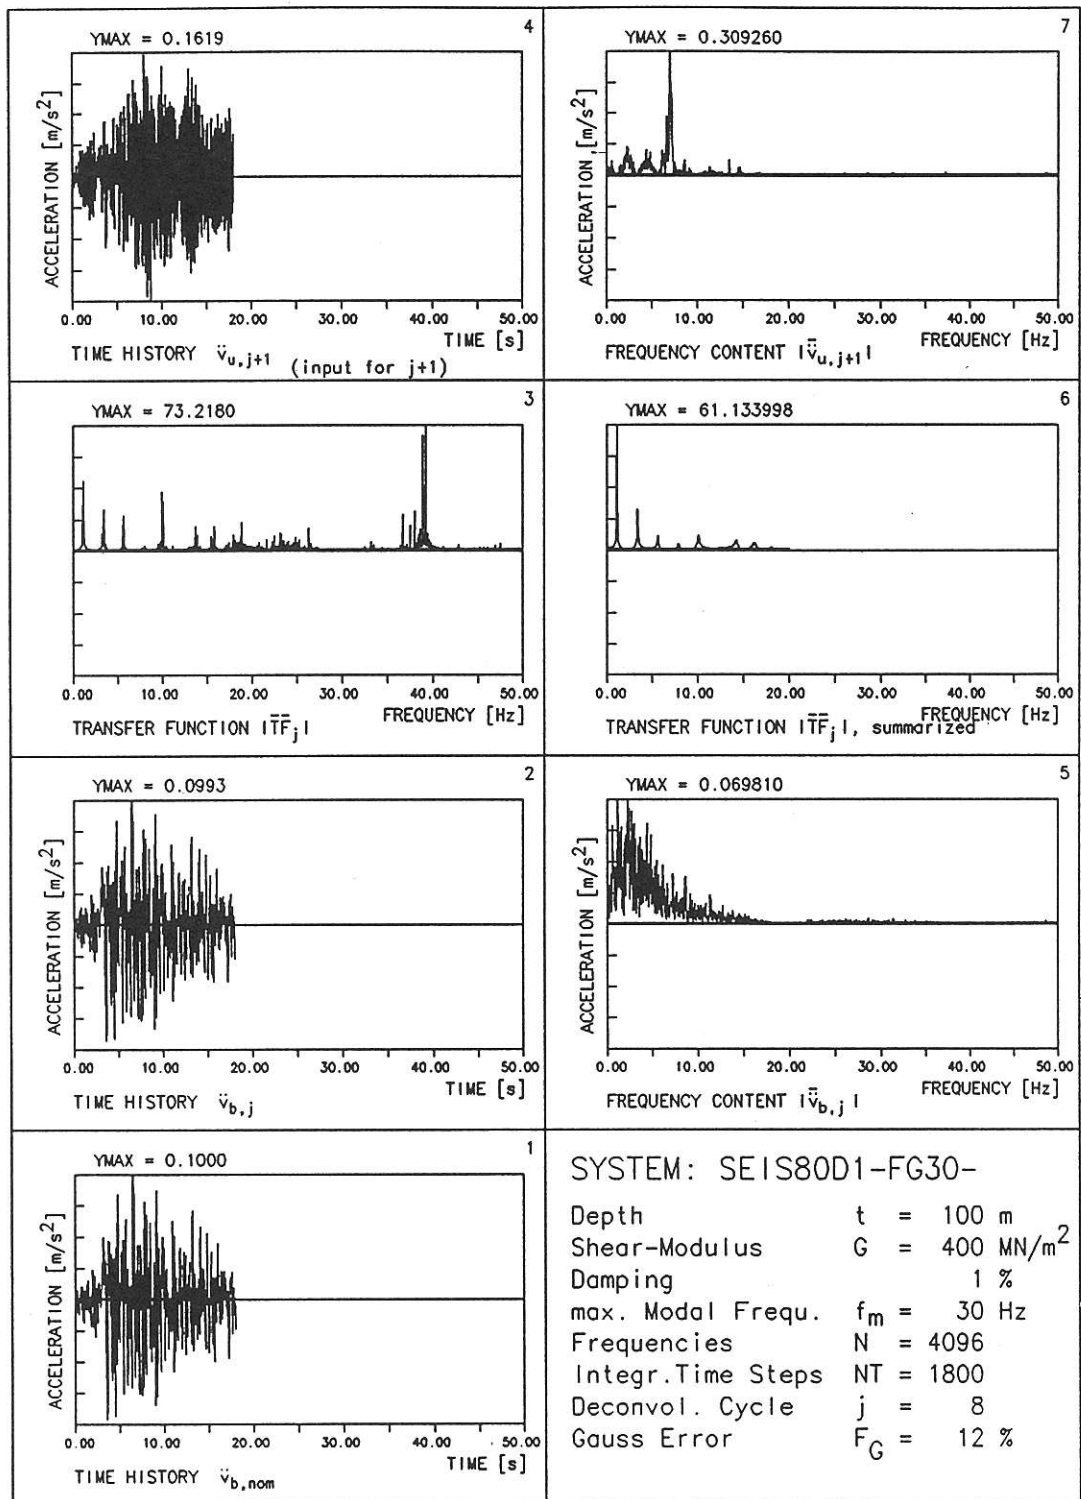 4
YMAX = 0.1619
ACCELERATION [m/s²]
0.00 10.00 20.00 30.00 40.00 50.00
TIME [s]
TIME HISTORY v̈u,j+1 (input for j+1)
7
YMAX = 0.309260
ACCELERATION [m/s²]
0.00 10.00 20.00 30.00 40.00 50.00
FREQUENCY CONTENT |v̈̄u,j+1| FREQUENCY [Hz]
3
YMAX = 73.2180
0.00 10.00 20.00 30.00 40.00 50.00
FREQUENCY [Hz]
TRANSFER FUNCTION |T̄F̄j|
6
YMAX = 61.133998
0.00 10.00 20.00 30.00 40.00 50.00
FREQUENCY [Hz]
TRANSFER FUNCTION |T̄F̄j|, summarized
2
YMAX = 0.0993
ACCELERATION [m/s²]
0.00 10.00 20.00 30.00 40.00 50.00
TIME [s]
TIME HISTORY v̈b,j
5
YMAX = 0.069810
ACCELERATION [m/s²]
0.00 10.00 20.00 30.00 40.00 50.00
FREQUENCY [Hz]
FREQUENCY CONTENT |v̈̄b,j|
1
YMAX = 0.1000
ACCELERATION [m/s²]
0.00 10.00 20.00 30.00 40.00 50.00
TIME [s]
TIME HISTORY v̈b,nom
SYSTEM: SEIS80D1-FG30-
Depth t = 100 m
Shear-Modulus G = 400 MN/m²
Damping 1 %
max. Modal Frequ. fm = 30 Hz
Frequencies N = 4096
Integr.Time Steps NT = 1800
Deconvol. Cycle j = 8
Gauss Error FG = 12 %